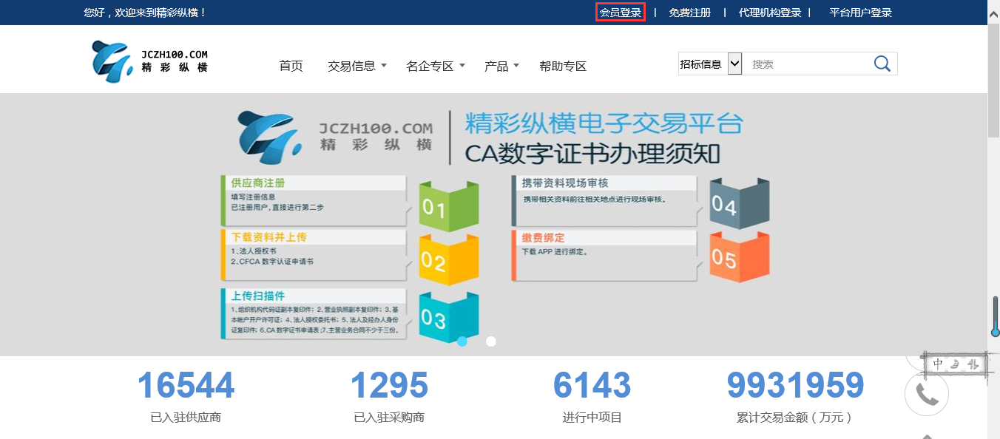 您好，欢迎来到精彩纵横！
会员登录 | 免费注册 | 代理机构登录 | 平台用户登录
JCZH100.COM
精彩纵横
首页 交易信息 名企专区 产品 帮助专区
招标信息 搜索
JCZH100.COM
精彩纵横
精彩纵横电子交易平台
CA数字证书办理须知
供应商注册
填写注册信息
已注册用户，直接进行第二步
01
下载资料并上传
1、法人授权书
2、CFCA 数字认证申请书
02
上传扫描件
1、组织机构代码证副本复印件；2、营业执照副本复印件；3、基
本帐户开户许可证；4、法人授权委托书；5、法人及经办人身份
证复印件；6、CA 数字证书申请表；7、主营业务合同不少于三份。
03
携带资料现场审核
携带相关资料前往相关地点进行现场审核。
04
缴费绑定
下载 APP 进行绑定。
05
中
16544 1295 6143 9931959
已入驻供应商 已入驻采购商 进行中项目 累计交易金额（万元）